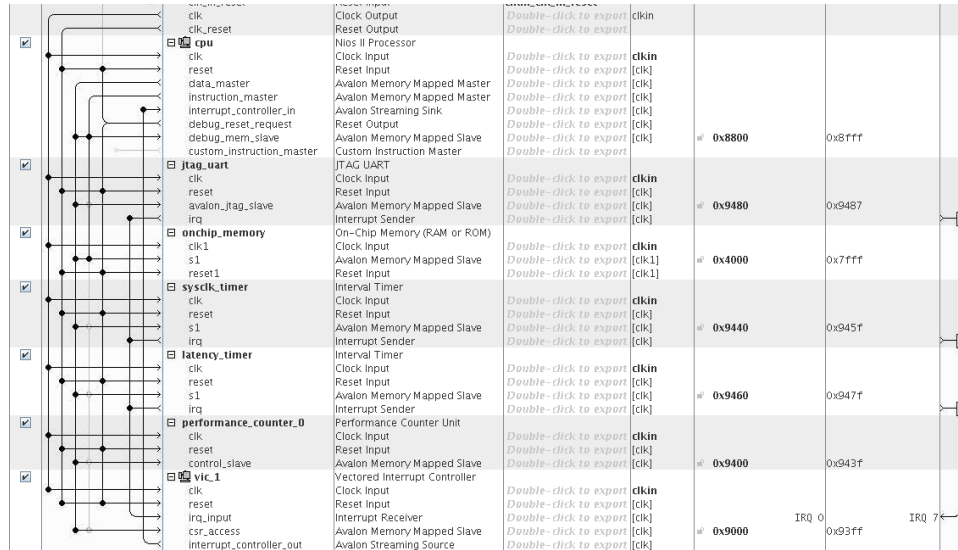 clk Clock Output Double-click to export clkin
clk_reset Reset Output Double-click to export
cpu Nios II Processor
clk Clock Input Double-click to export clkin
reset Reset Input Double-click to export [clk]
data_master Avalon Memory Mapped Master Double-click to export [clk]
instruction_master Avalon Memory Mapped Master Double-click to export [clk]
interrupt_controller_in Avalon Streaming Sink Double-click to export [clk]
debug_reset_request Reset Output Double-click to export [clk]
debug_mem_slave Avalon Memory Mapped Slave Double-click to export [clk] 0x8800 0x8fff
custom_instruction_master Custom Instruction Master Double-click to export
jtag_uart JTAG UART
clk Clock Input Double-click to export clkin
reset Reset Input Double-click to export [clk]
avalon_jtag_slave Avalon Memory Mapped Slave Double-click to export [clk] 0x9480 0x9487
irq Interrupt Sender Double-click to export [clk]
onchip_memory On-Chip Memory (RAM or ROM)
clk1 Clock Input Double-click to export clkin
s1 Avalon Memory Mapped Slave Double-click to export [clk1] 0x4000 0x7fff
reset1 Reset Input Double-click to export [clk1]
sysclk_timer Interval Timer
clk Clock Input Double-click to export clkin
reset Reset Input Double-click to export [clk]
s1 Avalon Memory Mapped Slave Double-click to export [clk] 0x9440 0x945f
irq Interrupt Sender Double-click to export [clk]
latency_timer Interval Timer
clk Clock Input Double-click to export clkin
reset Reset Input Double-click to export [clk]
s1 Avalon Memory Mapped Slave Double-click to export [clk] 0x9460 0x947f
irq Interrupt Sender Double-click to export [clk]
performance_counter_0 Performance Counter Unit
clk Clock Input Double-click to export clkin
reset Reset Input Double-click to export [clk]
control_slave Avalon Memory Mapped Slave Double-click to export [clk] 0x9400 0x943f
vic_1 Vectored Interrupt Controller
clk Clock Input Double-click to export clkin
reset Reset Input Double-click to export [clk]
irq_input Interrupt Receiver Double-click to export [clk] IRQ 0 IRQ 7
csr_access Avalon Memory Mapped Slave Double-click to export [clk] 0x9000 0x93ff
interrupt_controller_out Avalon Streaming Source Double-click to export [clk]